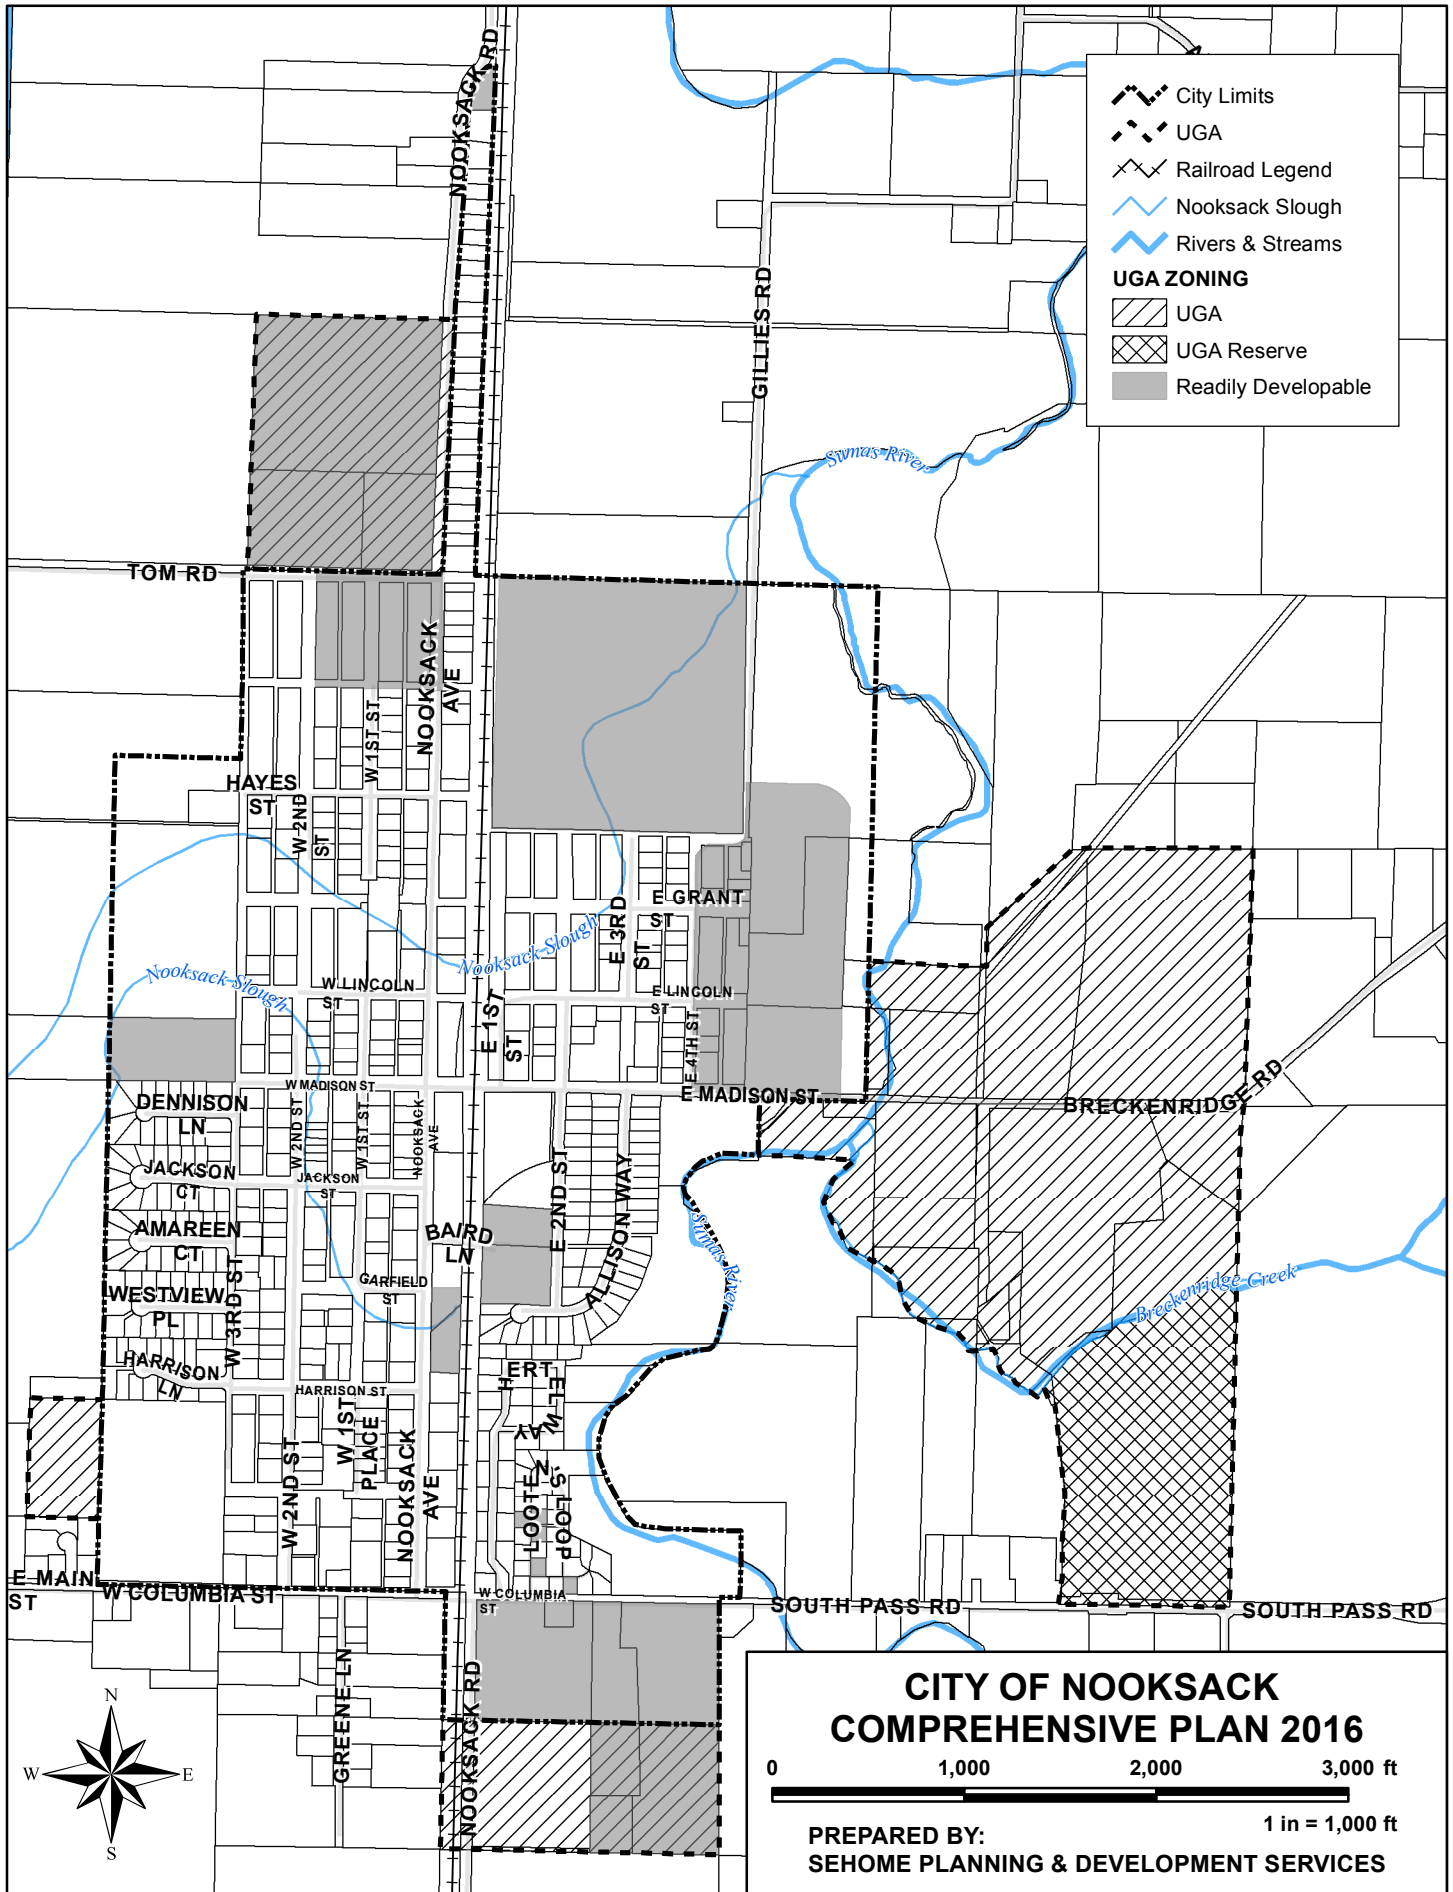 NOOKSACK RD
City Limits
UGA
Railroad Legend
Nooksack Slough
Rivers & Streams
UGA ZONING
UGA
UGA Reserve
Readily Developable
GILLIES RD
Sumas River
TOM RD
NOOKSACK
AVE
W 1ST ST
HAYES
ST
W 2ND
ST
E GRANT
ST
E 3RD
ST
Nooksack Slough
Nooksack Slough
W LINCOLN
ST
E LINCOLN
ST
E 1ST
ST
E 4TH ST
W MADISON ST
E MADISON ST
BRECKENRIDGE RD
DENNISON
LN
W 2ND ST
W 1ST ST
NOOKSACK
AVE
JACKSON
CT
JACKSON
ST
E 2ND ST
ALLISON WAY
AMAREEN
CT
BAIRD
LN
Sumas River
W 3RD ST
GARFIELD
ST
WESTVIEW
PL
Breckenridge Creek
HARRISON
LN
HARRISON ST
HERTEL WAY
W 1ST
PLACE
W 2ND ST
NOOKSACK
AVE
LOOTEN'S LOOP
E MAIN
ST
W COLUMBIA ST
W COLUMBIA
ST
SOUTH PASS RD
SOUTH PASS RD
GREENE LN
NOOKSACK RD
N
W
E
S
CITY OF NOOKSACK
COMPREHENSIVE PLAN 2016
0 1,000 2,000 3,000 ft
1 in = 1,000 ft
PREPARED BY:
SEHOME PLANNING & DEVELOPMENT SERVICES